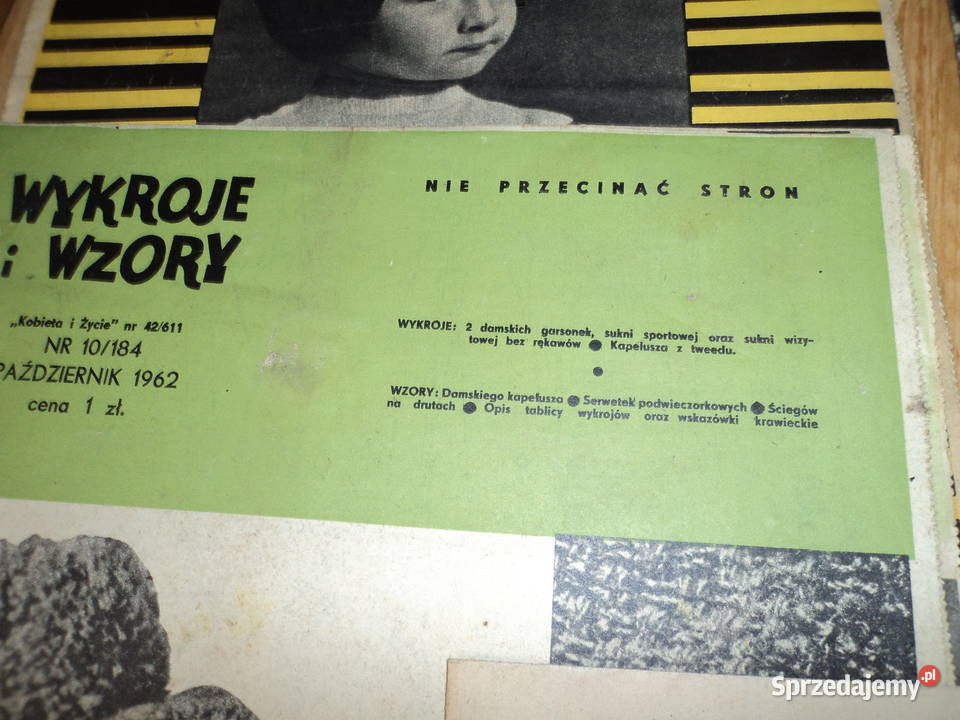 WYKROJE
i WZORY
NIE PRZECINAĆ STRON
„Kobieta i Życie" nr 42/611
NR 10/184
PAŹDZIERNIK 1962
cena 1 zł.
WYKROJE: 2 damskich garsonek, sukni sportowej oraz sukni wizy-
towej bez rękawów ● Kapelusza z tweedu.
●
WZORY: Damskiego kapelusza ● Serwetek podwieczorkowych ● Ściegów
na drutach ● Opis tablicy wykrojów oraz wskazówki krawieckie
Sprzedajemy.pl